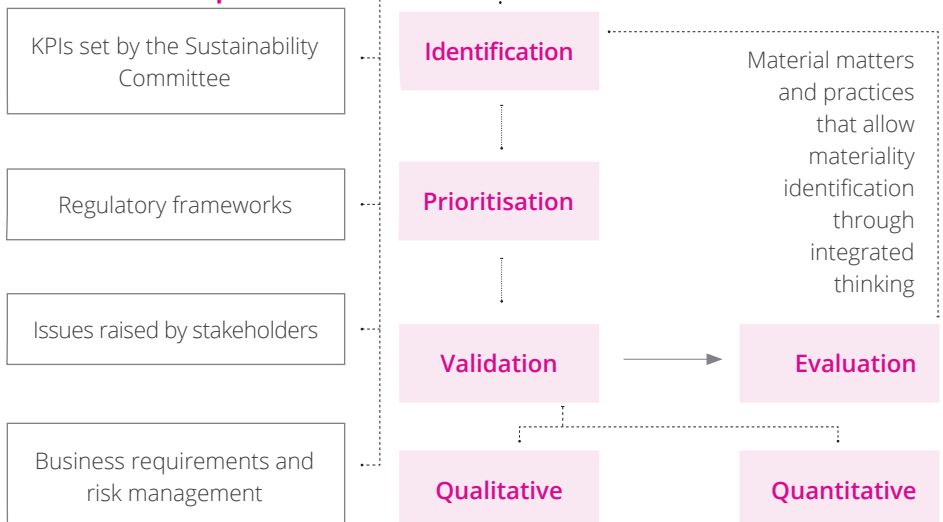 KPIs set by the Sustainability
Committee
Identification
Material matters
and practices
that allow
materiality
identification
through
integrated
thinking
Regulatory frameworks
Prioritisation
Issues raised by stakeholders
Validation
Evaluation
Business requirements and
risk management
Qualitative
Quantitative